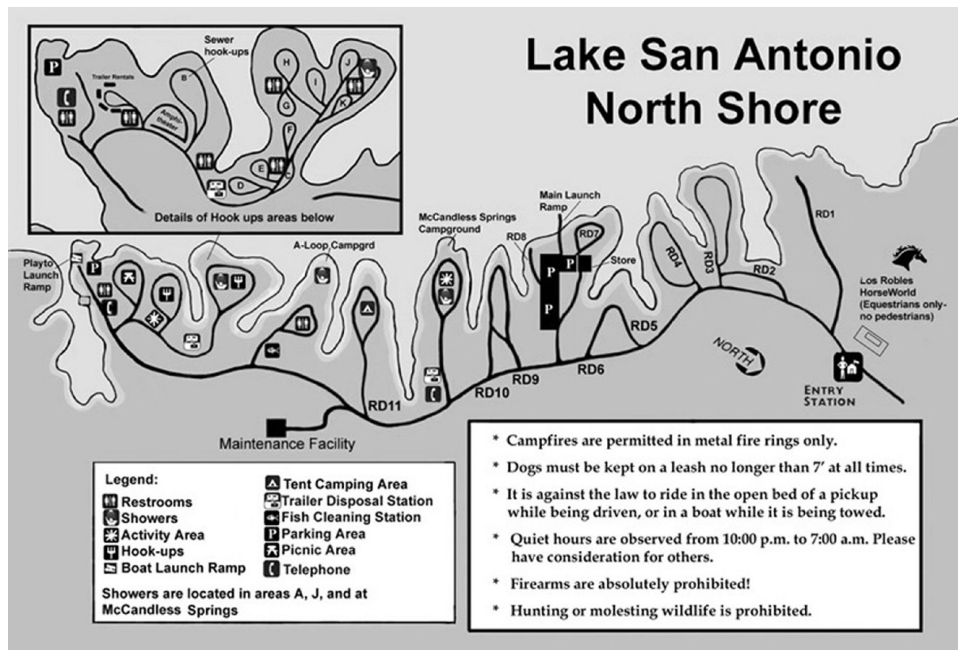 Lake San Antonio
North Shore
Sewer
hook-ups
P
Trailer Rentals
B
Amphi-
theater
H
I
J
G
K
F
E
C
D
Details of Hook ups areas below
Playto
Launch
Ramp
P
A-Loop Campgrd
McCandless Springs
Campground
Main Launch
Ramp
RD8
RD7
P
P
P
Store
RD4
RD3
RD2
RD1
Los Robles
HorseWorld
(Equestrians only-
no pedestrians)
RD5
RD6
RD9
RD10
RD11
NORTH
ENTRY
STATION
Maintenance Facility
Legend:
Restrooms
Showers
Activity Area
Hook-ups
Boat Launch Ramp
Tent Camping Area
Trailer Disposal Station
Fish Cleaning Station
P Parking Area
Picnic Area
Telephone
Showers are located in areas A, J, and at
McCandless Springs
* Campfires are permitted in metal fire rings only.
* Dogs must be kept on a leash no longer than 7' at all times.
* It is against the law to ride in the open bed of a pickup
while being driven, or in a boat while it is being towed.
* Quiet hours are observed from 10:00 p.m. to 7:00 a.m. Please
have consideration for others.
* Firearms are absolutely prohibited!
* Hunting or molesting wildlife is prohibited.